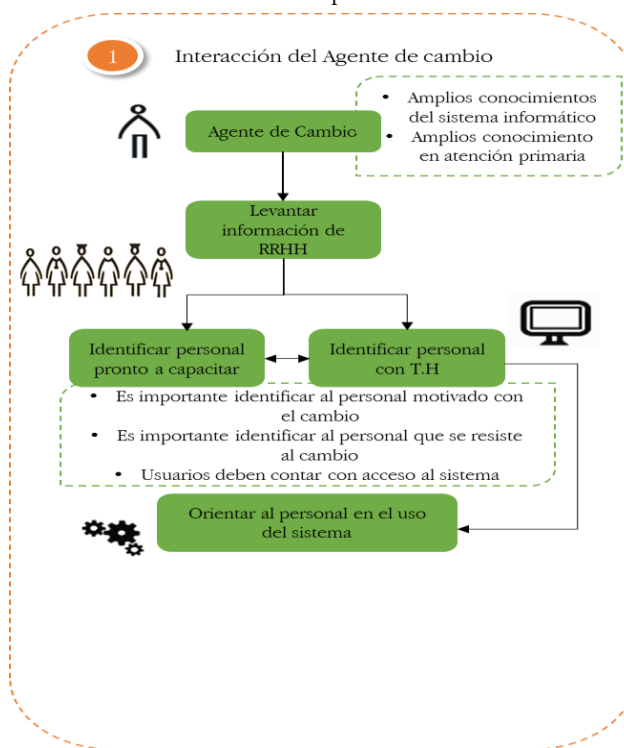 1
Interacción del Agente de cambio
Agente de Cambio
• Amplios conocimientos
del sistema informático
• Amplios conocimiento
en atención primaria
Levantar
información de
RRHH
Identificar personal
pronto a capacitar
Identificar personal
con T.H
• Es importante identificar al personal motivado con
el cambio
• Es importante identificar al personal que se resiste
al cambio
• Usuarios deben contar con acceso al sistema
Orientar al personal en el uso
del sistema